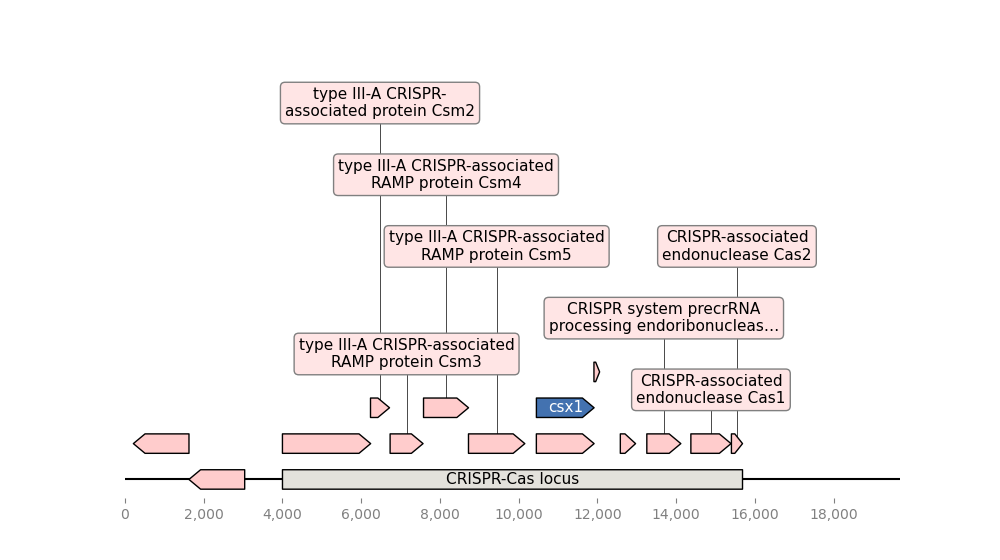 type III-A CRISPR-
associated protein Csm2
type III-A CRISPR-associated
RAMP protein Csm4
type III-A CRISPR-associated
RAMP protein Csm5
CRISPR-associated
endonuclease Cas2
CRISPR system precrRNA
processing endoribonucleas…
type III-A CRISPR-associated
RAMP protein Csm3
CRISPR-associated
endonuclease Cas1
csx1
CRISPR-Cas locus
0 2,000 4,000 6,000 8,000 10,000 12,000 14,000 16,000 18,000